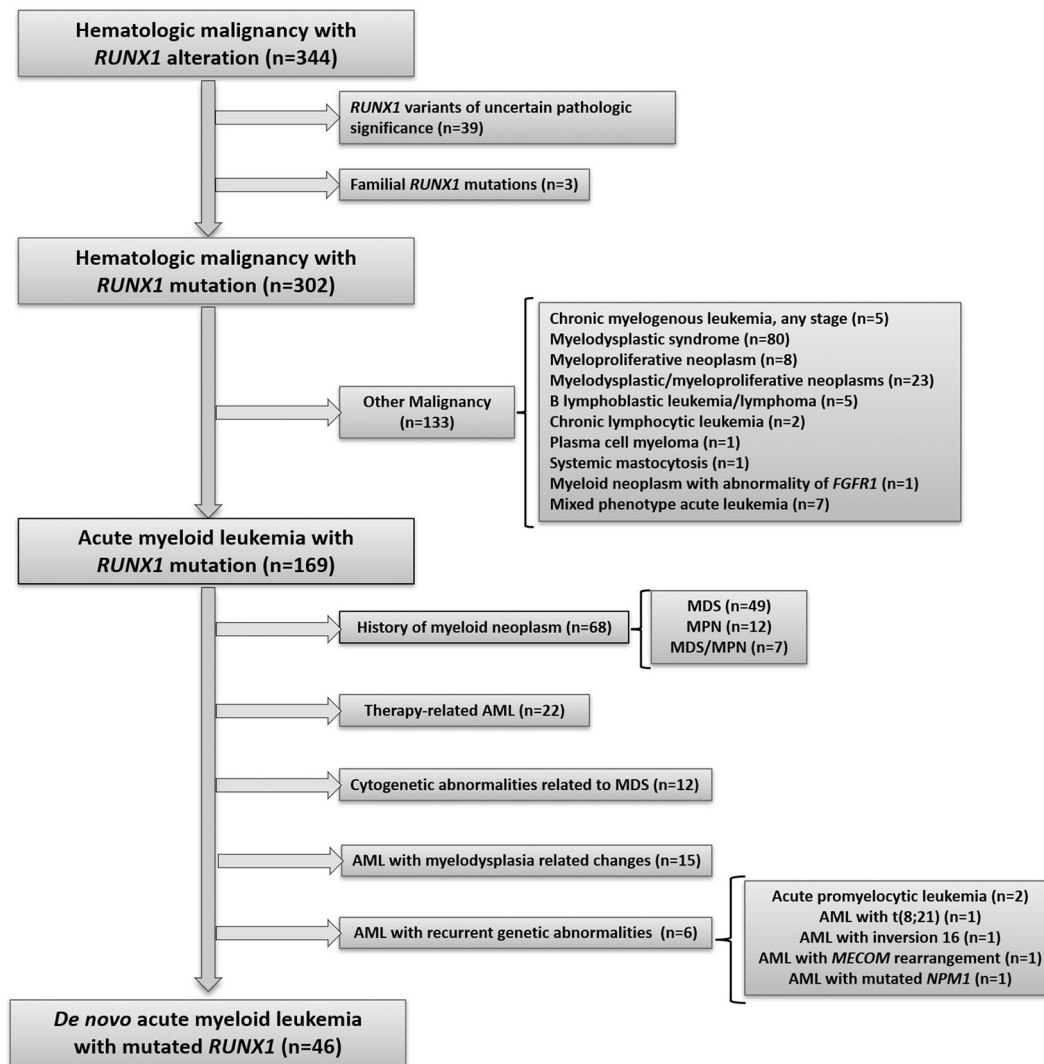 Hematologic malignancy with
RUNX1 alteration (n=344)
RUNX1 variants of uncertain pathologic
significance (n=39)
Familial RUNX1 mutations (n=3)
Hematologic malignancy with
RUNX1 mutation (n=302)
Other Malignancy
(n=133)
Chronic myelogenous leukemia, any stage (n=5)
Myelodysplastic syndrome (n=80)
Myeloproliferative neoplasm (n=8)
Myelodysplastic/myeloproliferative neoplasms (n=23)
B lymphoblastic leukemia/lymphoma (n=5)
Chronic lymphocytic leukemia (n=2)
Plasma cell myeloma (n=1)
Systemic mastocytosis (n=1)
Myeloid neoplasm with abnormality of FGFR1 (n=1)
Mixed phenotype acute leukemia (n=7)
Acute myeloid leukemia with
RUNX1 mutation (n=169)
History of myeloid neoplasm (n=68)
MDS (n=49)
MPN (n=12)
MDS/MPN (n=7)
Therapy-related AML (n=22)
Cytogenetic abnormalities related to MDS (n=12)
AML with myelodysplasia related changes (n=15)
AML with recurrent genetic abnormalities (n=6)
Acute promyelocytic leukemia (n=2)
AML with t(8;21) (n=1)
AML with inversion 16 (n=1)
AML with MECOM rearrangement (n=1)
AML with mutated NPM1 (n=1)
De novo acute myeloid leukemia
with mutated RUNX1 (n=46)